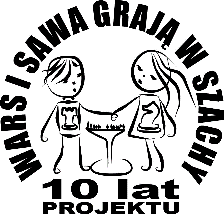 WARS I SAWA GRAJĄ W SZACHY
10 lat
PROJEKTU